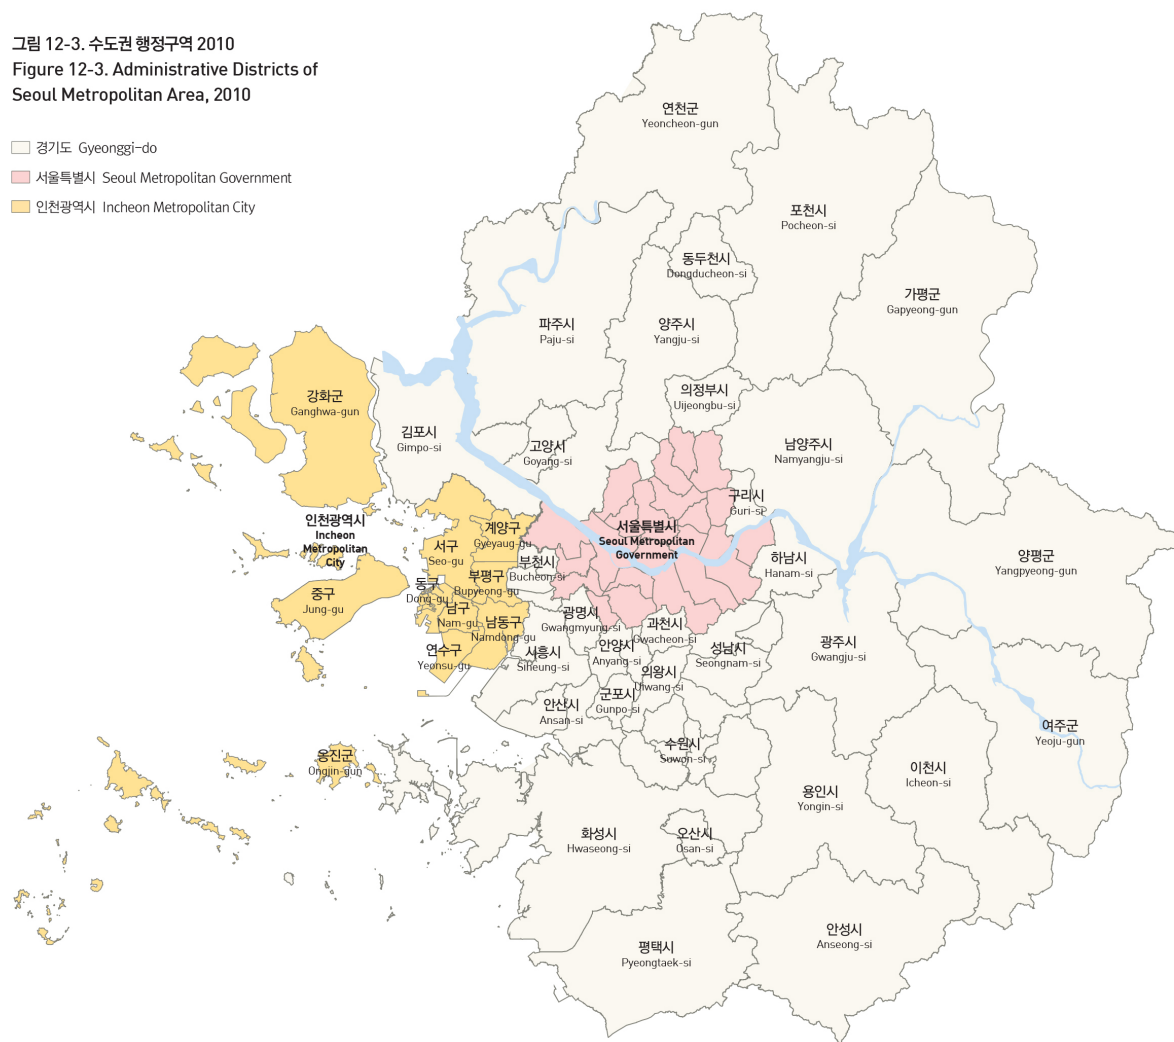 그림 12-3. 수도권 행정구역 2010
Figure 12-3. Administrative Districts of
Seoul Metropolitan Area, 2010
경기도 Gyeonggi-do
서울특별시 Seoul Metropolitan Government
인천광역시 Incheon Metropolitan City
연천군
Yeoncheon-gun
포천시
Pocheon-si
동두천시
Dongducheon-si
가평군
Gapyeong-gun
파주시
Paju-si
양주시
Yangju-si
의정부시
Uijeongbu-si
강화군
Ganghwa-gun
김포시
Gimpo-si
고양시
Goyang-si
남양주시
Namyangju-si
구리시
Guri-si
인천광역시
Incheon
Metropolitan
City
계양구
Gyeyaug-gu
서울특별시
Seoul Metropolitan
Government
서구
Seo-gu
부천시
Bucheon-si
하남시
Hanam-si
양평군
Yangpyeong-gun
부평구
Bupyeong-gu
동구
Dong-gu
중구
Jung-gu
남구
Nam-gu
남동구
Namdong-gu
광명시
Gwangmyung-si
과천시
Gwacheon-si
광주시
Gwangju-si
연수구
Yeonsu-gu
시흥시
Siheung-si
안양시
Anyang-si
성남시
Seongnam-si
의왕시
Uiwang-si
안산시
Ansan-si
군포시
Gunpo-si
여주군
Yeoju-gun
수원시
Suwon-si
옹진군
Ongjin-gun
이천시
Icheon-si
용인시
Yongin-si
화성시
Hwaseong-si
오산시
Osan-si
안성시
Anseong-si
평택시
Pyeongtaek-si